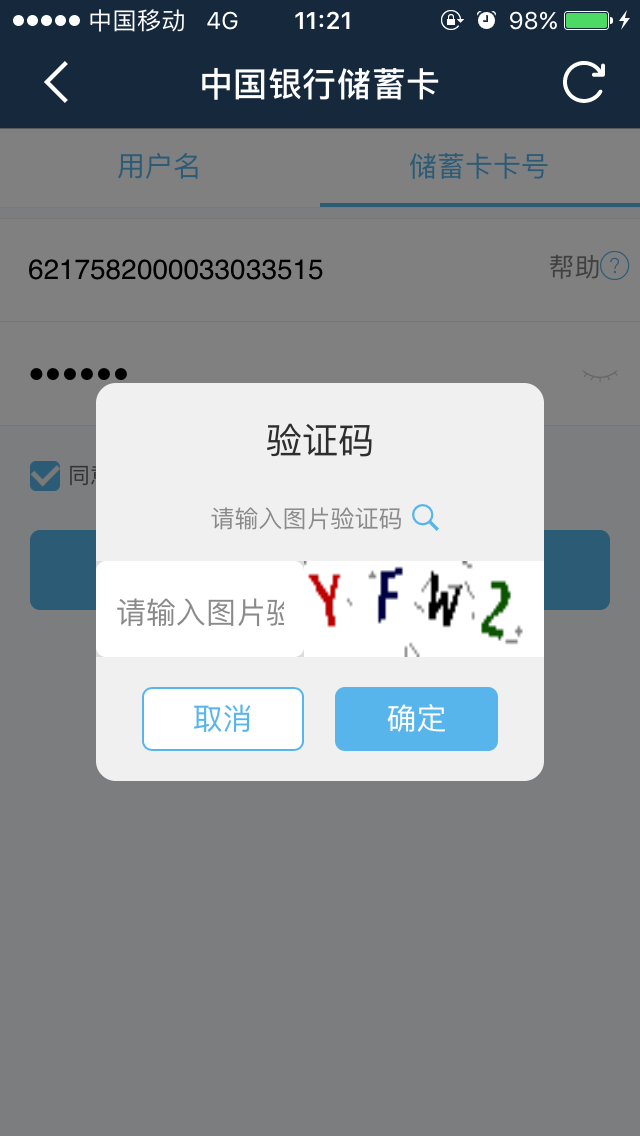 中国移动 4G 11:21 98%
中国银行储蓄卡
用户名 储蓄卡卡号
6217582000033033515 帮助?
••••••
验证码
同意
请输入图片验证码
请输入图片验 YFW2
取消 确定